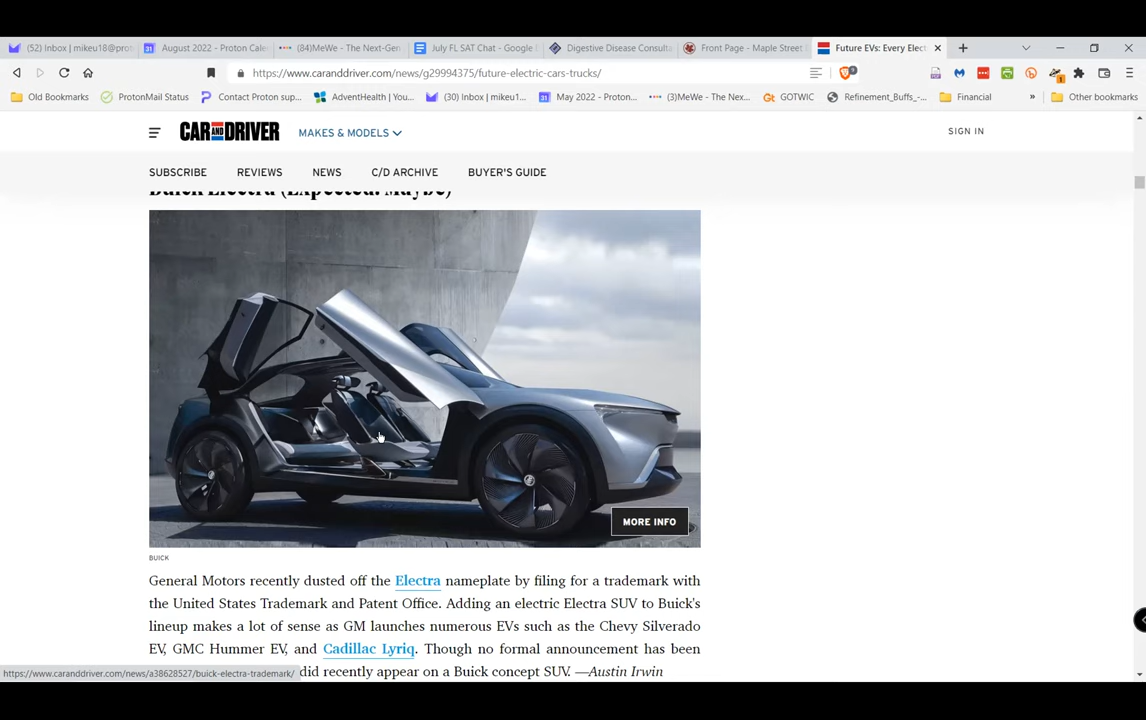 (52) Inbox | mikeu18@prot
August 2022 - Proton Cale
(84)MeWe - The Next-Gen
July FL SAT Chat - Google
Digestive Disease Consulta
Front Page - Maple Street
Future EVs: Every Elect
https://www.caranddriver.com/news/g29994375/future-electric-cars-trucks/
Old Bookmarks
ProtonMail Status
Contact Proton sup...
AdventHealth | You...
(30) Inbox | mikeu1...
May 2022 - Proton...
(3)MeWe - The Nex...
GOTWIC
Refinement_Buffs_-...
Financial
»
Other bookmarks
CAR AND DRIVER
MAKES & MODELS
SIGN IN
SUBSCRIBE
REVIEWS
NEWS
C/D ARCHIVE
BUYER'S GUIDE
Buick Electra (Expected: Maybe)
MORE INFO
BUICK
General Motors recently dusted off the Electra nameplate by filing for a trademark with
the United States Trademark and Patent Office. Adding an electric Electra SUV to Buick's
lineup makes a lot of sense as GM launches numerous EVs such as the Chevy Silverado
EV, GMC Hummer EV, and Cadillac Lyriq. Though no formal announcement has been
did recently appear on a Buick concept SUV. —Austin Irwin
https://www.caranddriver.com/news/a38628527/buick-electra-trademark/